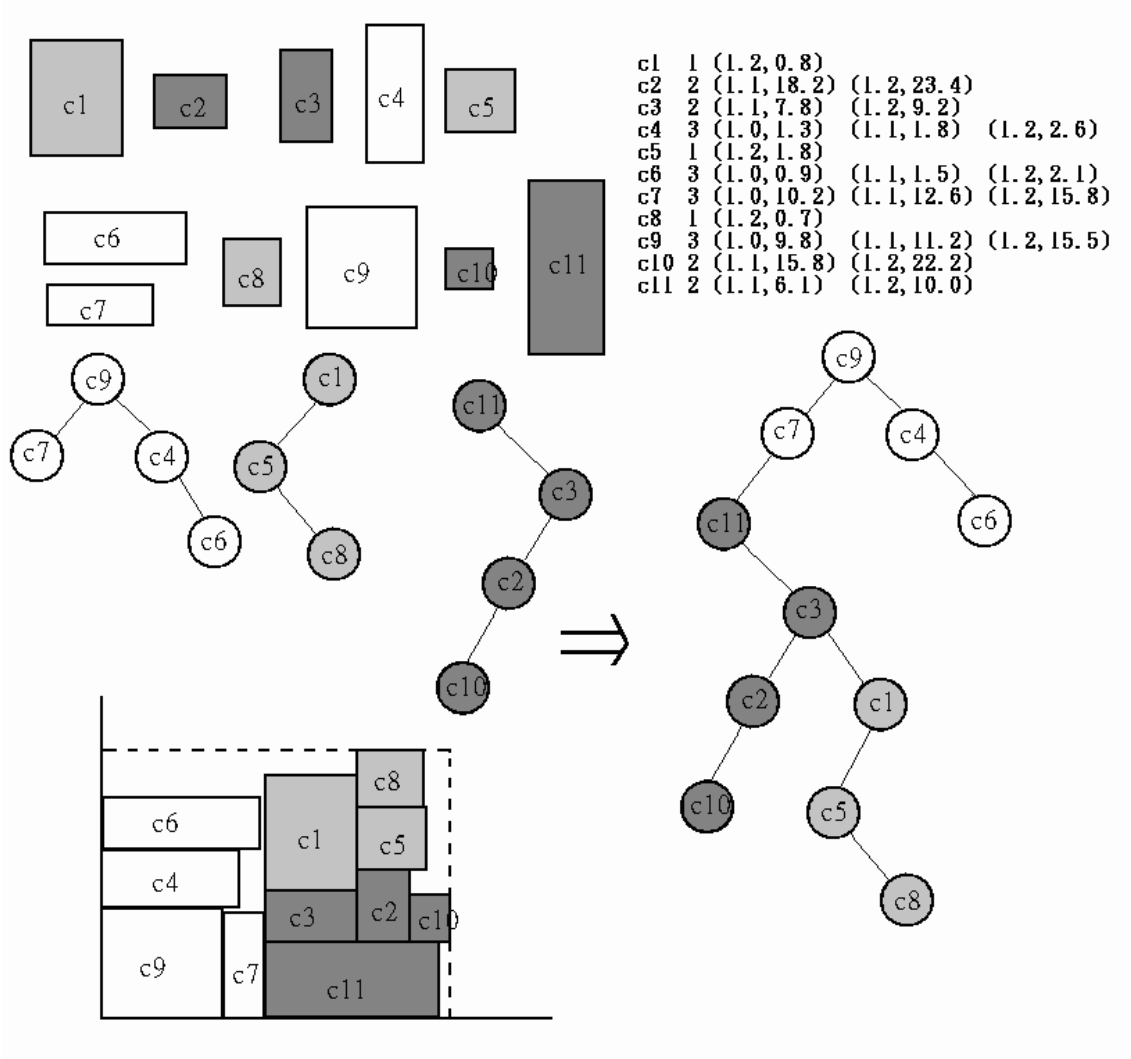 c1
c2
c3
c4
c5
c1 1 (1.2,0.8)
c2 2 (1.1,18.2) (1.2,23.4)
c3 2 (1.1,7.8) (1.2,9.2)
c4 3 (1.0,1.3) (1.1,1.8) (1.2,2.6)
c5 1 (1.2,1.8)
c6 3 (1.0,0.9) (1.1,1.5) (1.2,2.1)
c7 3 (1.0,10.2) (1.1,12.6) (1.2,15.8)
c8 1 (1.2,0.7)
c9 3 (1.0,9.8) (1.1,11.2) (1.2,15.5)
c10 2 (1.1,15.8) (1.2,22.2)
c11 2 (1.1,6.1) (1.2,10.0)
c6
c7
c8
c9
c10
c11
c9
c7
c4
c6
c1
c5
c8
c11
c3
c2
c10
c9
c7
c4
c11
c6
c3
c2
c1
c10
c5
c8
c8
c6
c1
c5
c4
c3
c2
c10
c9
c7
c11